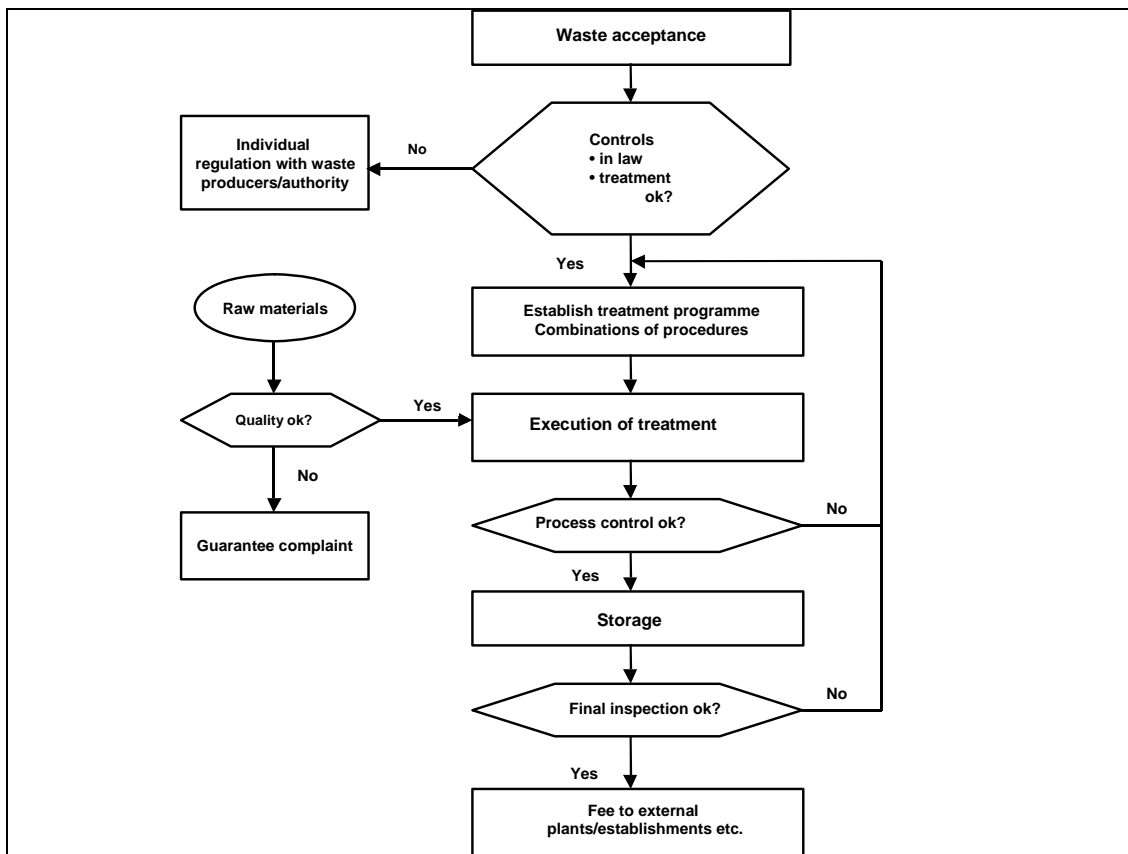 Waste acceptance
Controls
• in law
• treatment
ok?
No
Individual
regulation with waste
producers/authority
Yes
Establish treatment programme
Combinations of procedures
Raw materials
Quality ok?
Yes
Execution of treatment
No
Guarantee complaint
Process control ok?
No
Yes
Storage
Final inspection ok?
No
Yes
Fee to external
plants/establishments etc.